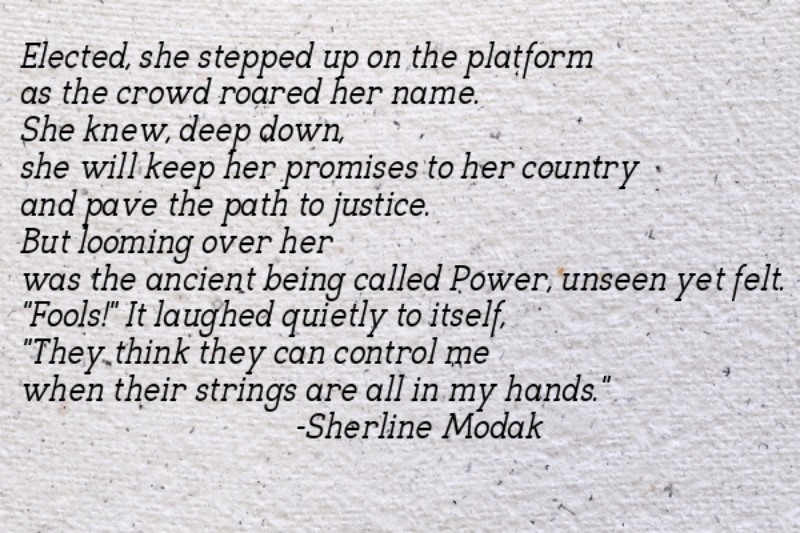 Elected, she stepped up on the platform
as the crowd roared her name.
She knew, deep down,
she will keep her promises to her country
and pave the path to justice.
But looming over her
was the ancient being called Power, unseen yet felt.
"Fools!" It laughed quietly to itself,
"They think they can control me
when their strings are all in my hands."
-Sherline Modak